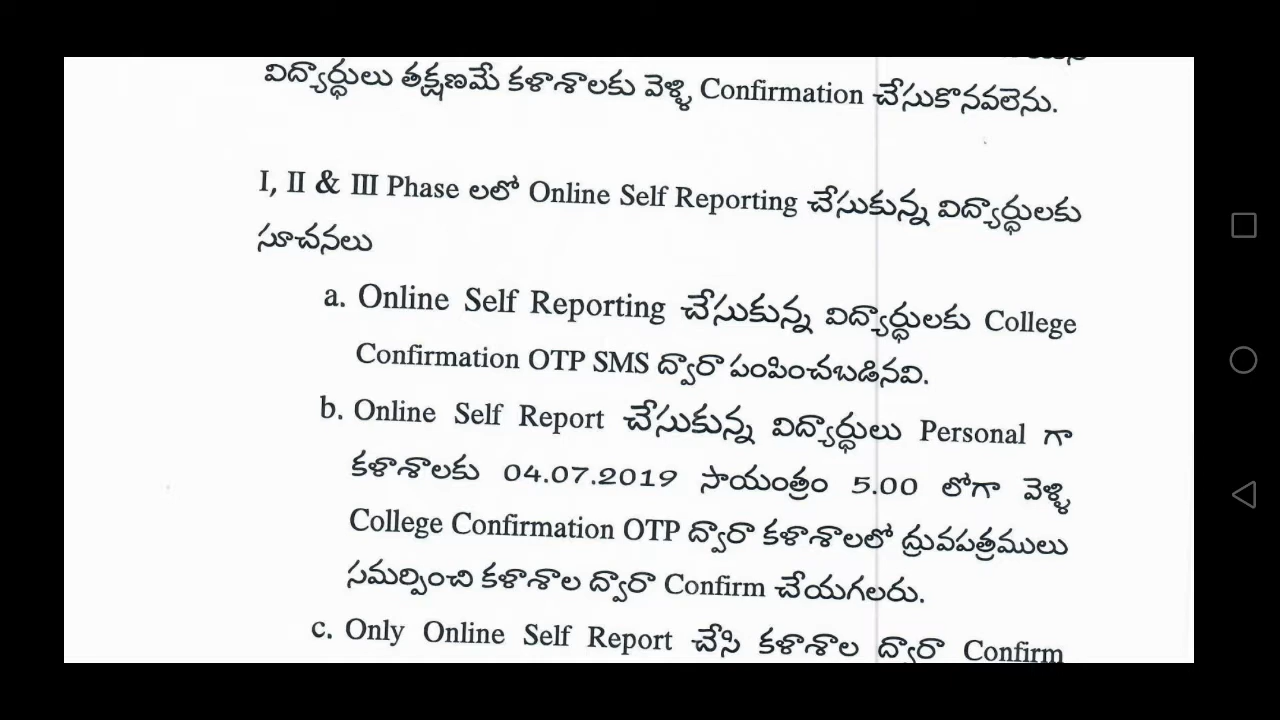 విద్యార్ధులు తక్షణమే కళాశాలకు వెళ్ళి Confirmation చేసుకొనవలెను.
I, II & III Phase లలో Online Self Reporting చేసుకున్న విద్యార్ధులకు
సూచనలు
a. Online Self Reporting చేసుకున్న విద్యార్ధులకు College
Confirmation OTP SMS ద్వారా పంపించబడినవి.
b. Online Self Report చేసుకున్న విద్యార్ధులు Personal గా
కళాశాలకు 04.07.2019 సాయంత్రం 5.00 లోగా వెళ్ళి
College Confirmation OTP ద్వారా కళాశాలలో ద్రువపత్రములు
సమర్పించి కళాశాల ద్వారా Confirm చేయగలరు.
c. Only Online Self Report చేసి కళాశాల ద్వారా Confirm